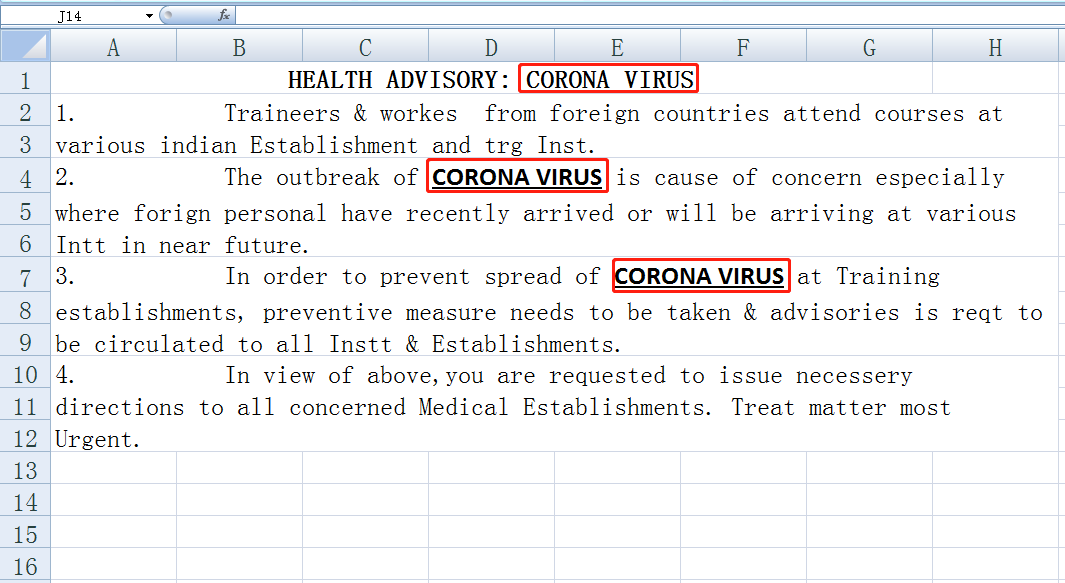 J14 fx
A B C D E F G H
1 HEALTH ADVISORY: CORONA VIRUS
2 1. Traineers & workes from foreign countries attend courses at
3 various indian Establishment and trg Inst.
4 2. The outbreak of CORONA VIRUS is cause of concern especially
5 where forign personal have recently arrived or will be arriving at various
6 Intt in near future.
7 3. In order to prevent spread of CORONA VIRUS at Training
8 establishments, preventive measure needs to be taken & advisories is reqt to
9 be circulated to all Instt & Establishments.
10 4. In view of above,you are requested to issue necessery
11 directions to all concerned Medical Establishments. Treat matter most
12 Urgent.
13
14
15
16